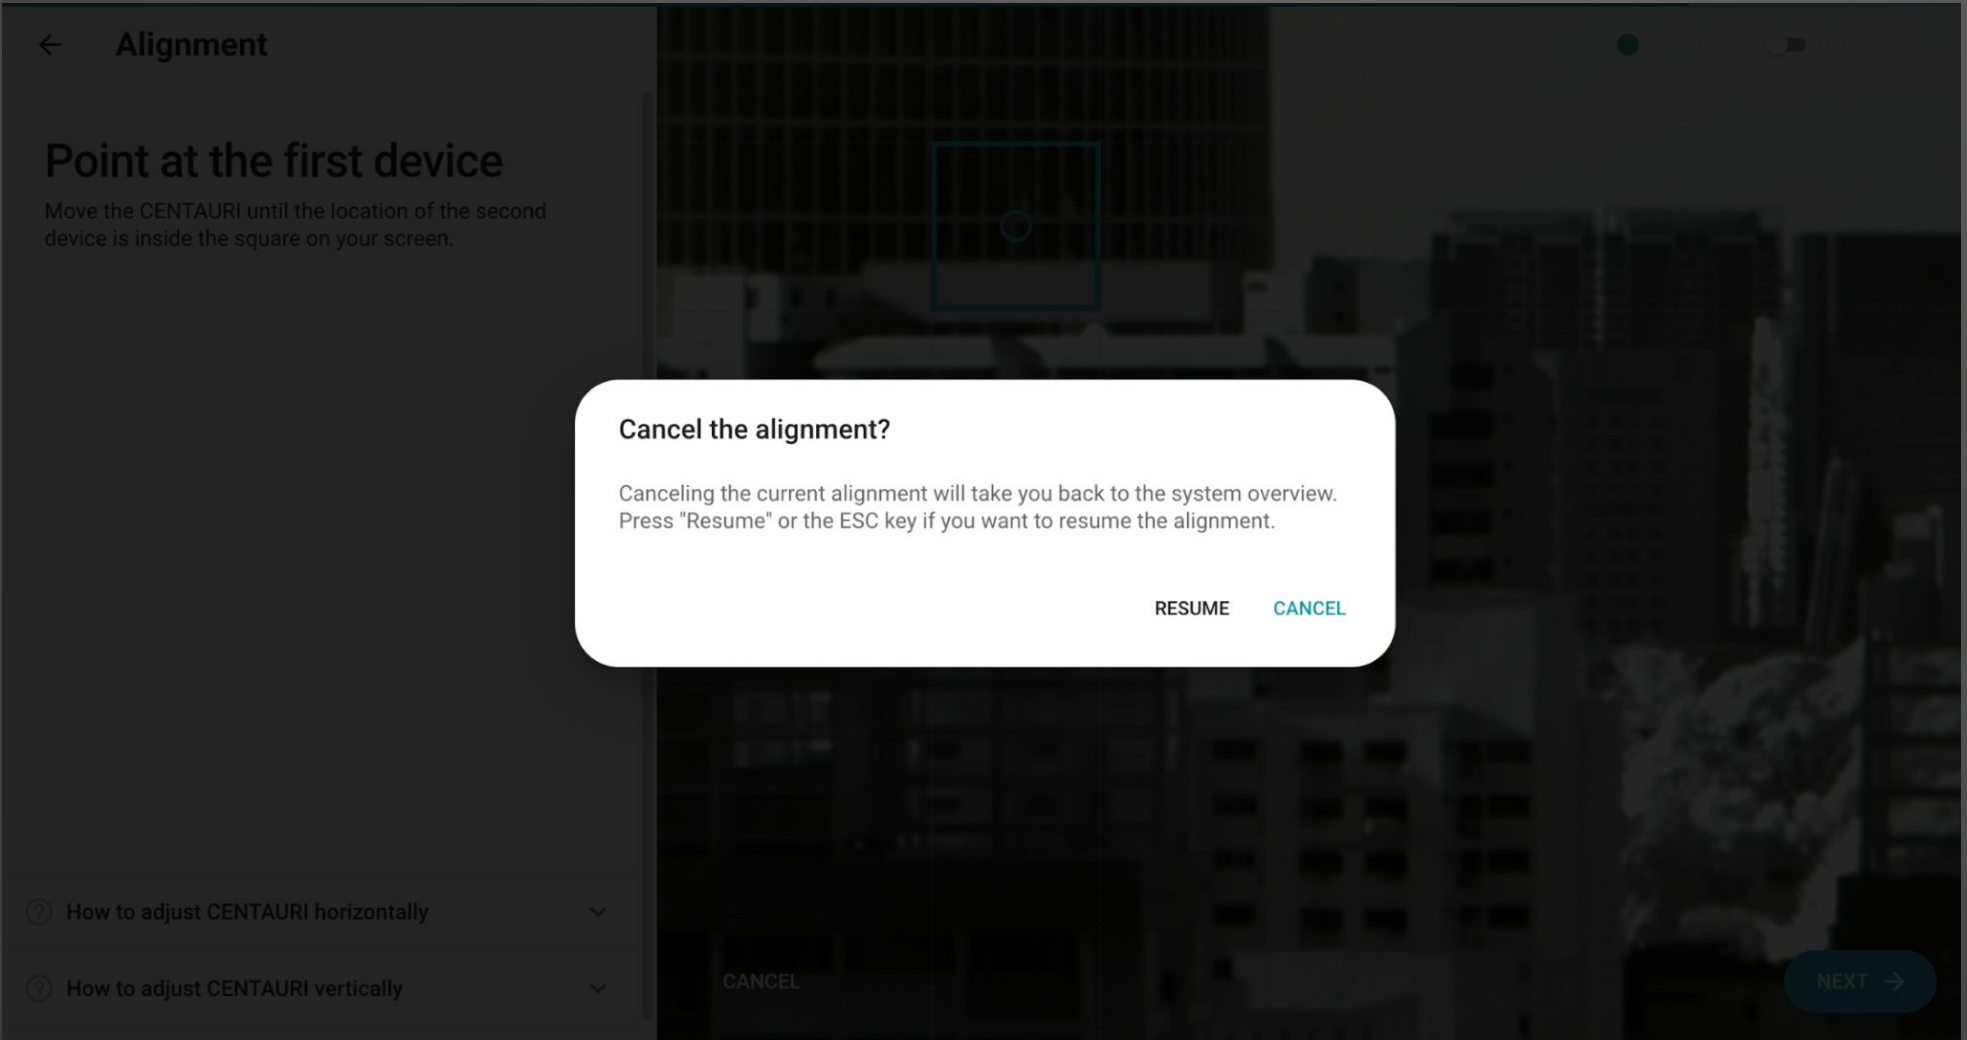 Alignment
Point at the first device
Move the CENTAURI until the location of the second
device is inside the square on your screen.
Cancel the alignment?
Canceling the current alignment will take you back to the system overview.
Press "Resume" or the ESC key if you want to resume the alignment.
RESUME
CANCEL
How to adjust CENTAURI horizontally
How to adjust CENTAURI vertically
CANCEL
NEXT